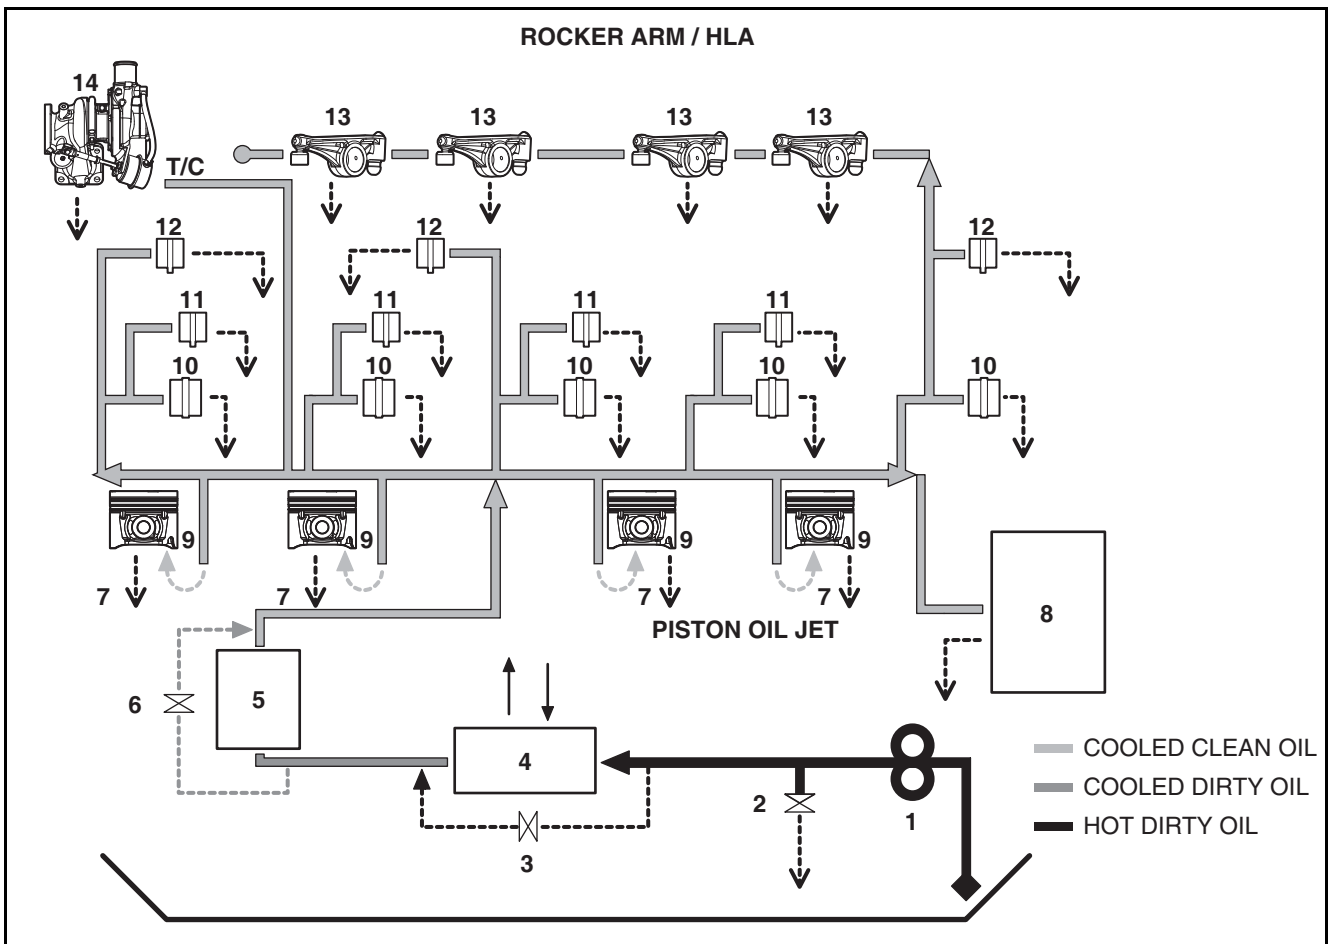 ROCKER ARM / HLA
14
13 13 13 13
T/C
12 12 12
11 11 11 11
10 10 10 10 10
9 9 9 9
7 7 7 7
PISTON OIL JET
8
6
5
4
COOLED CLEAN OIL
COOLED DIRTY OIL
2
1
HOT DIRTY OIL
3